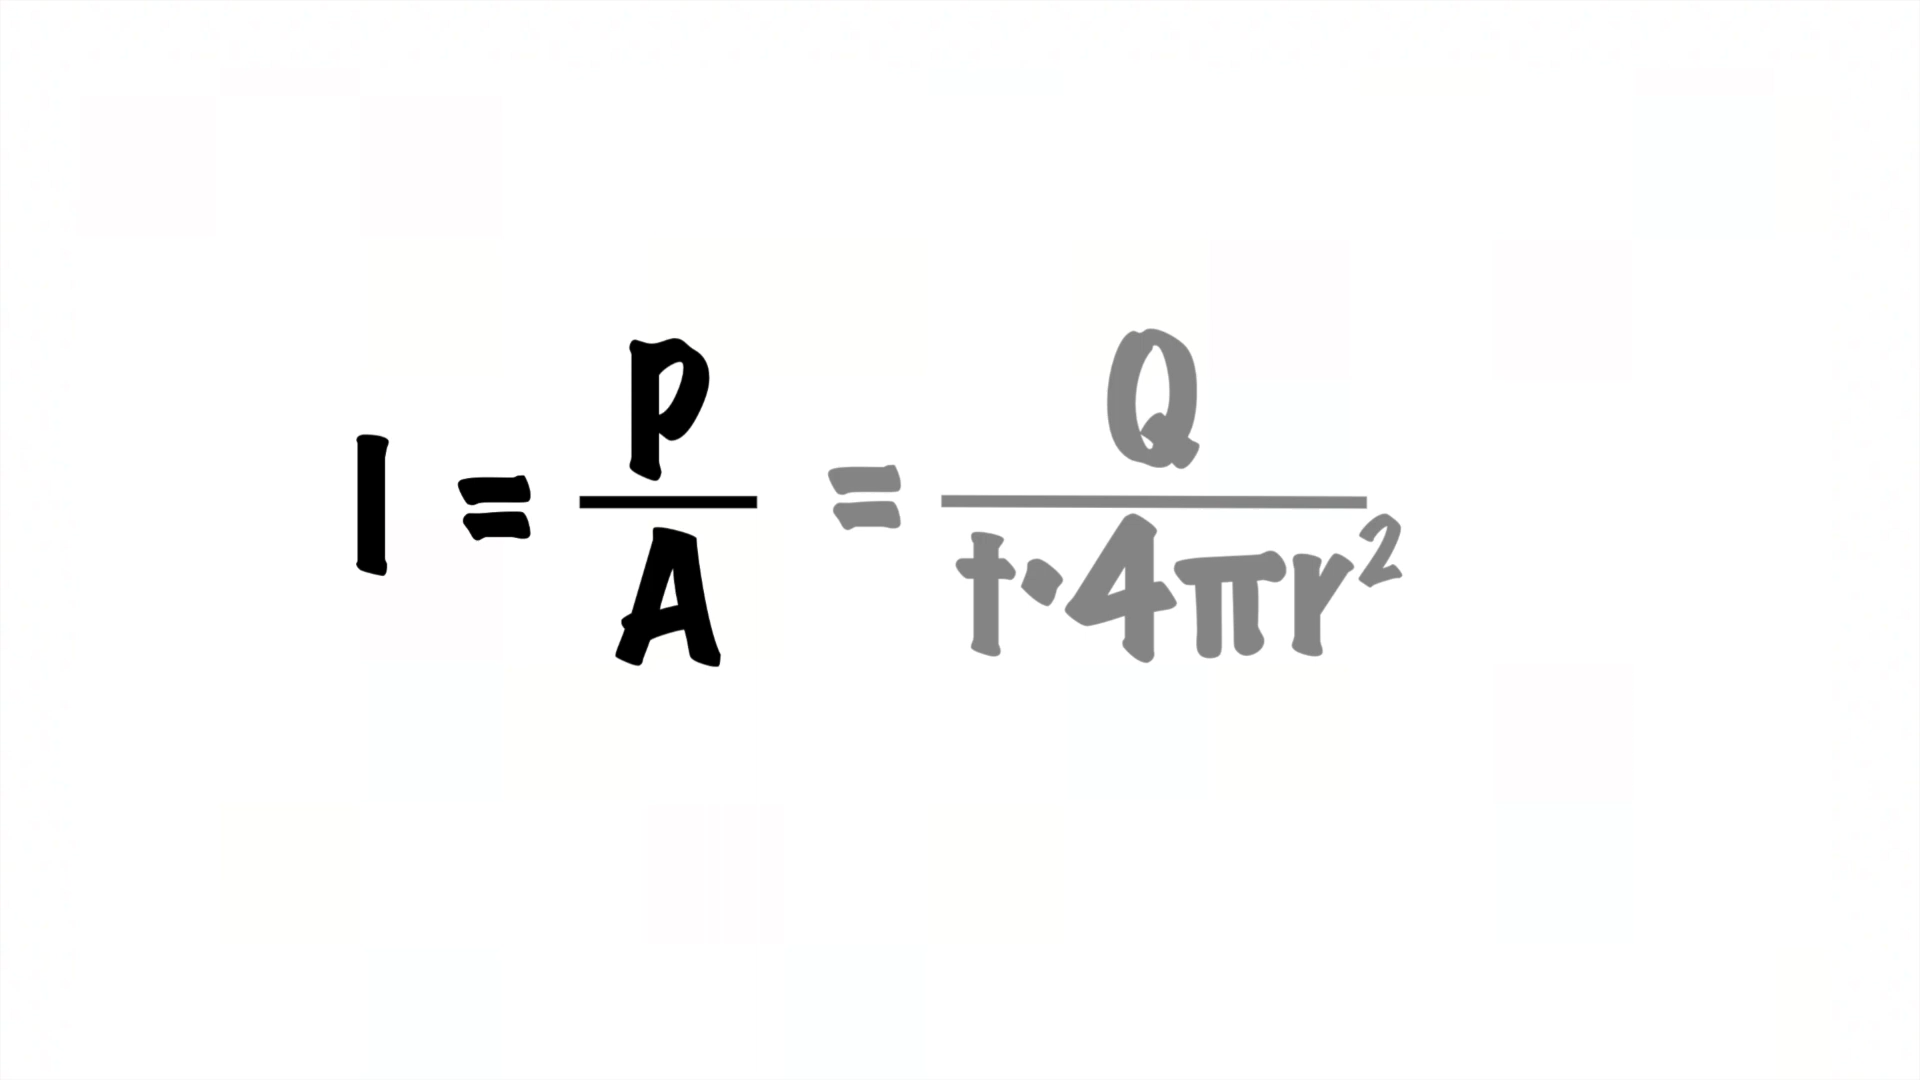 I = P/A = Q/t·4πr²